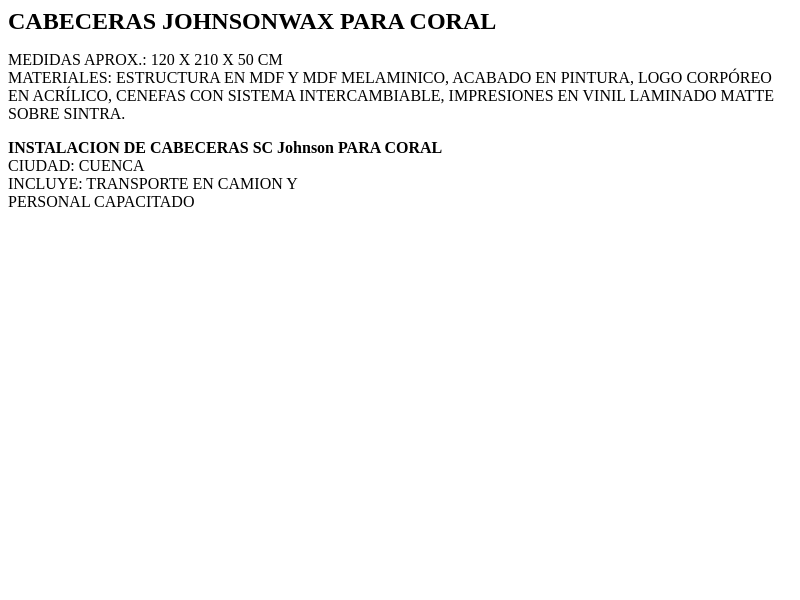 CABECERAS JOHNSONWAX PARA CORAL
MEDIDAS APROX.: 120 X 210 X 50 CM
MATERIALES: ESTRUCTURA EN MDF Y MDF MELAMINICO, ACABADO EN PINTURA, LOGO CORPÓREO
EN ACRÍLICO, CENEFAS CON SISTEMA INTERCAMBIABLE, IMPRESIONES EN VINIL LAMINADO MATTE
SOBRE SINTRA.
INSTALACION DE CABECERAS SC Johnson PARA CORAL
CIUDAD: CUENCA
INCLUYE: TRANSPORTE EN CAMION Y
PERSONAL CAPACITADO